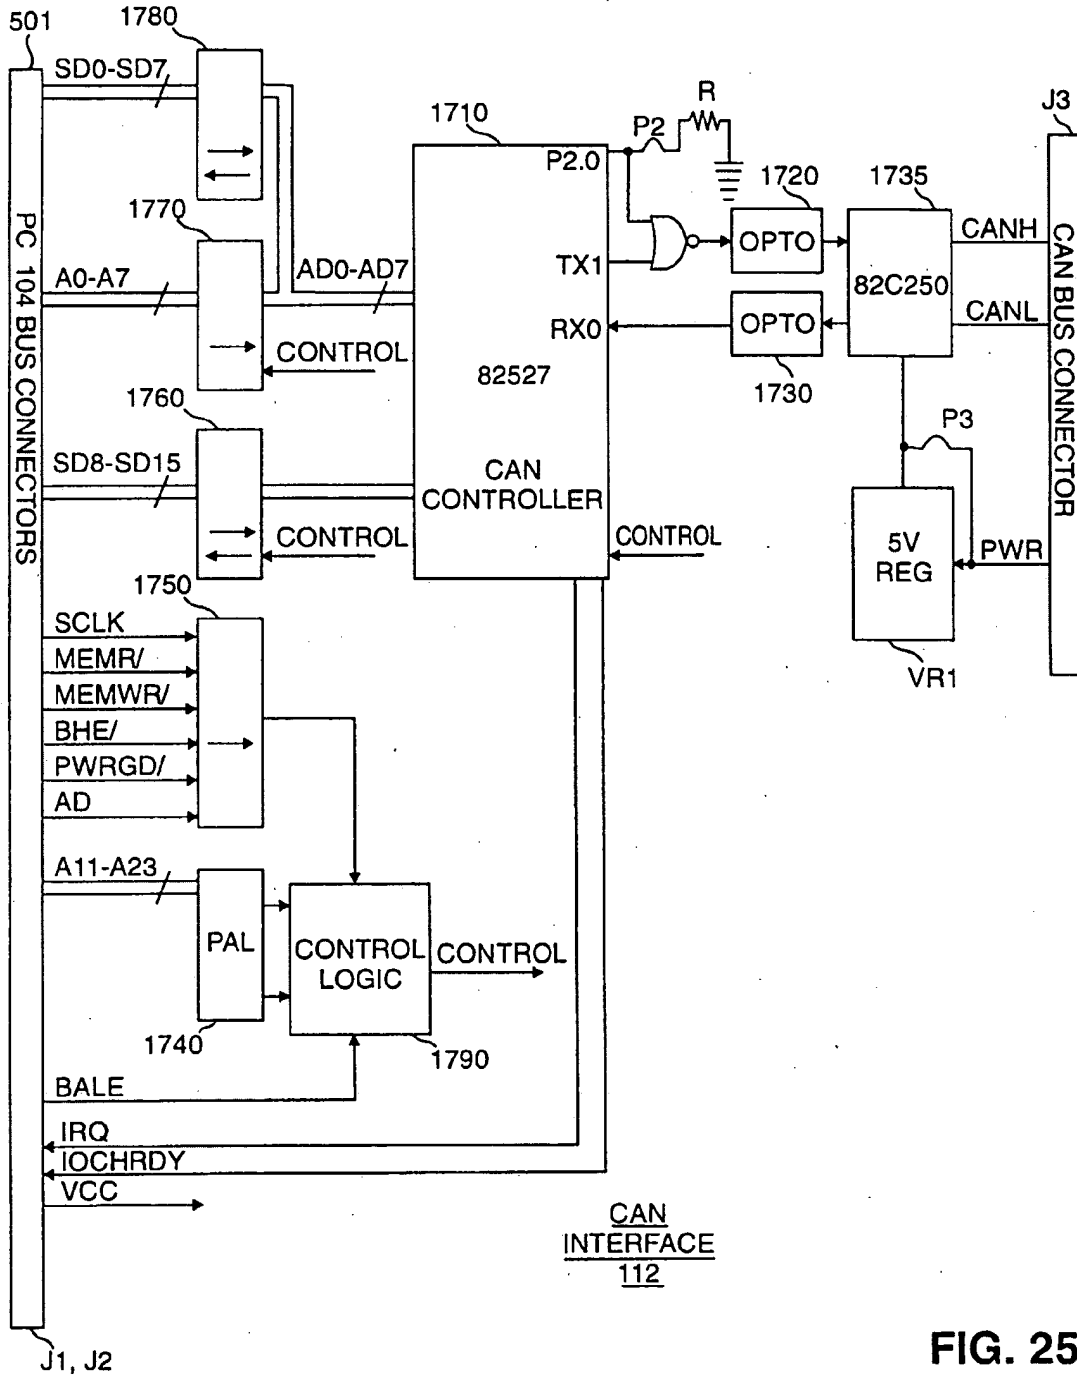 501
1780
SD0-SD7
1710
P2
R
J3
P2.0
1720
1735
1770
OPTO
CANH
A0-A7
AD0-AD7
TX1
82C250
RX0
OPTO
CANL
CONTROL
82527
1730
1760
P3
SD8-SD15
CAN
CONTROLLER
CONTROL
CONTROL
5V
REG
PWR
1750
SCLK
MEMR/
VR1
MEMWR/
BHE/
PWRGD/
AD
A11-A23
PAL
CONTROL
LOGIC
CONTROL
1740
1790
BALE
IRQ
IOCHRDY
VCC
PC 104 BUS CONNECTORS
CAN BUS CONNECTOR
CAN
INTERFACE
112
J1, J2
FIG. 25